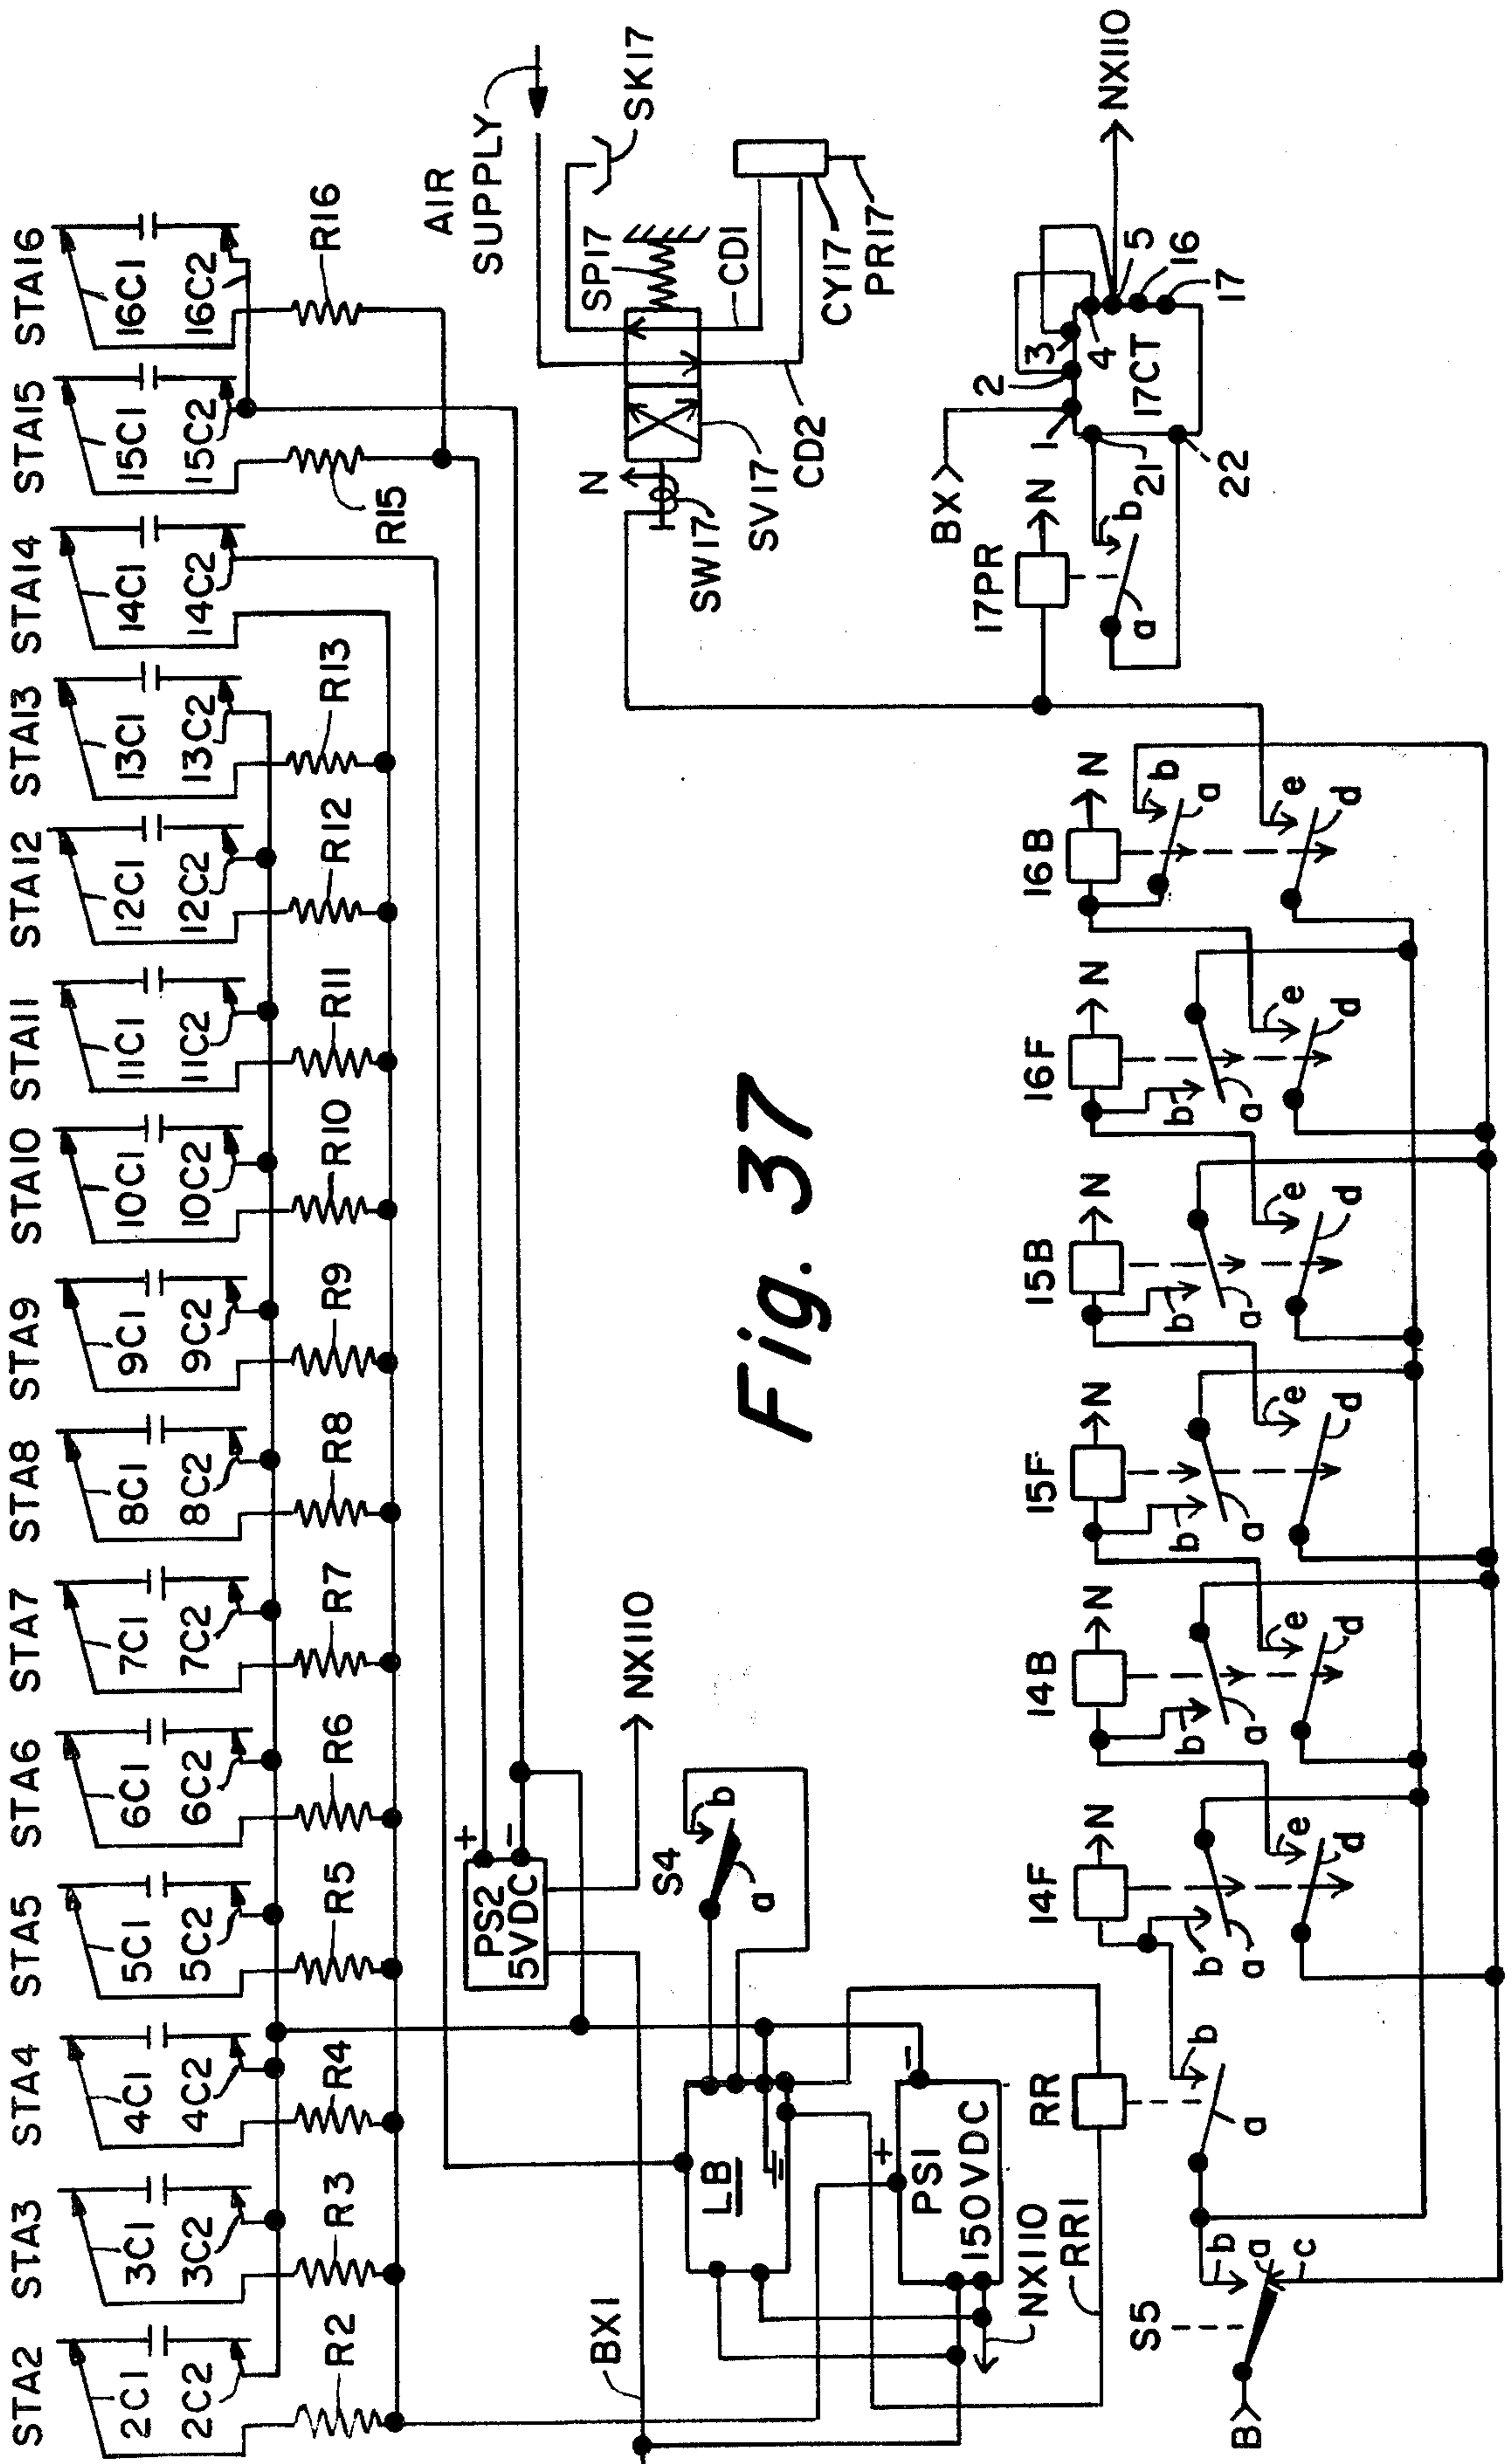 STA2 STA3 STA4 STA5 STA6 STA7 STA8 STA9 STA10 STA11 STA12 STA13 STA14 STA15 STA16
2C1 3C1 4C1 5C1 6C1 7C1 8C1 9C1 10C1 11C1 12C1 13C1 14C1 15C1 16C1
2C2 3C2 4C2 5C2 6C2 7C2 8C2 9C2 10C2 11C2 12C2 13C2 14C2 15C2 16C2
R2 R3 R4 R5 R6 R7 R8 R9 R10 R11 R12 R13 R15 R16
AIR
SUPPLY
SK17
SP17
CD1
CY17
PR17
N
SW17
SV17
CD2
+ -
PS2
5VDC
NX110
BX1
S4
b
a
LB
+ -
PS1
150VDC
NX110
RR1
RR
Fig. 37
BX
1 2 3 4 5 16 17
17CT
21
22
NX110
17PR
N
b
a
14F N
14B N
15F N
15B N
16F N
16B N
b a
b a e d
b a e d
b a e d
b a e d
b a e d
b a e d
S5
b
a
c
B